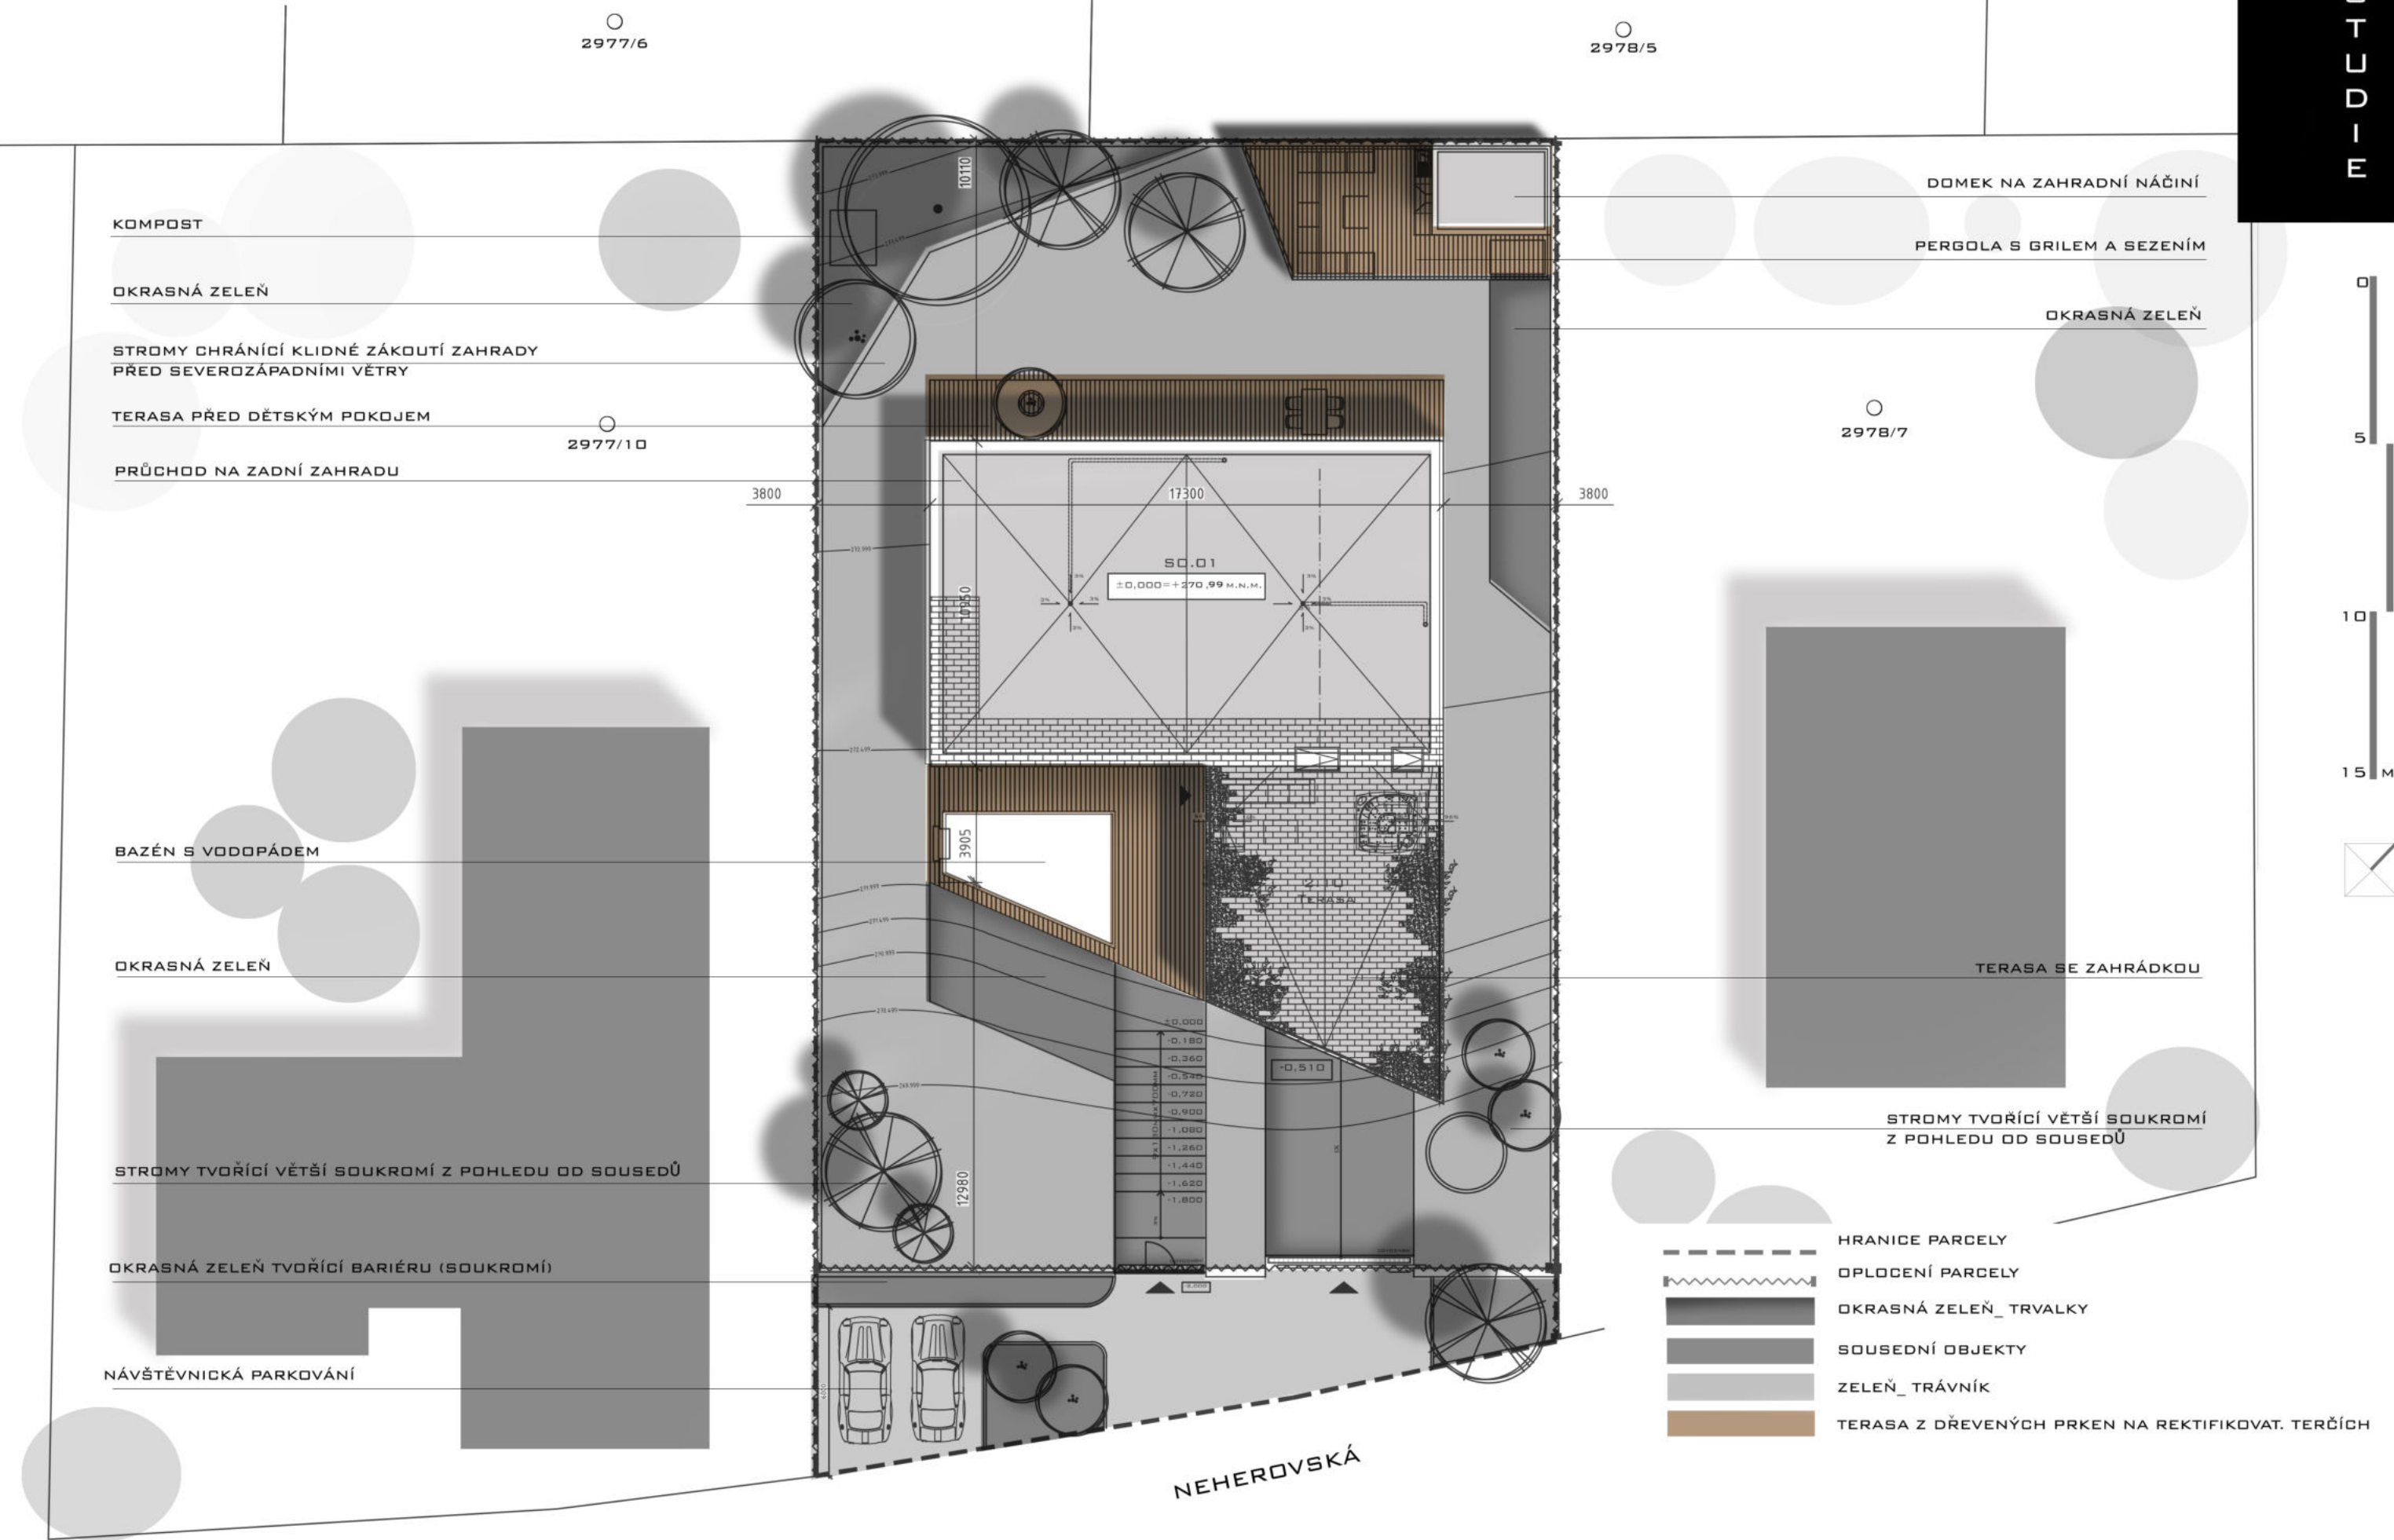 STUDIE
2977/6
2978/5
KOMPOST
OKRASNÁ ZELEŇ
STROMY CHRÁNÍCÍ KLIDNÉ ZÁKOUTÍ ZAHRADY
PŘED SEVEROZÁPADNÍMI VĚTRY
TERASA PŘED DĚTSKÝM POKOJEM
2977/10
PRŮCHOD NA ZADNÍ ZAHRADU
BAZÉN S VODOPÁDEM
OKRASNÁ ZELEŇ
STROMY TVOŘÍCÍ VĚTŠÍ SOUKROMÍ Z POHLEDU OD SOUSEDŮ
OKRASNÁ ZELEŇ TVOŘÍCÍ BARIÉRU (SOUKROMÍ)
NÁVŠTĚVNICKÁ PARKOVÁNÍ
10110
3800
17300
3800
SO.01
±0,000=+270,99 M.N.M.
10950
3905
TERASA
±0,000
-0,180
-0,360
-0,540
-0,720
-0,900
-1,080
-1,260
-1,440
-1,620
-1,800
-0,510
12980
DOMEK NA ZAHRADNÍ NÁČINÍ
PERGOLA S GRILEM A SEZENÍM
OKRASNÁ ZELEŇ
2978/7
TERASA SE ZAHRÁDKOU
STROMY TVOŘÍCÍ VĚTŠÍ SOUKROMÍ
Z POHLEDU OD SOUSEDŮ
0
5
10
15 M
HRANICE PARCELY
OPLOCENÍ PARCELY
OKRASNÁ ZELEŇ_ TRVALKY
SOUSEDNÍ OBJEKTY
ZELEŇ_ TRÁVNÍK
TERASA Z DŘEVENÝCH PRKEN NA REKTIFIKOVAT. TERČÍCH
NEHEROVSKÁ